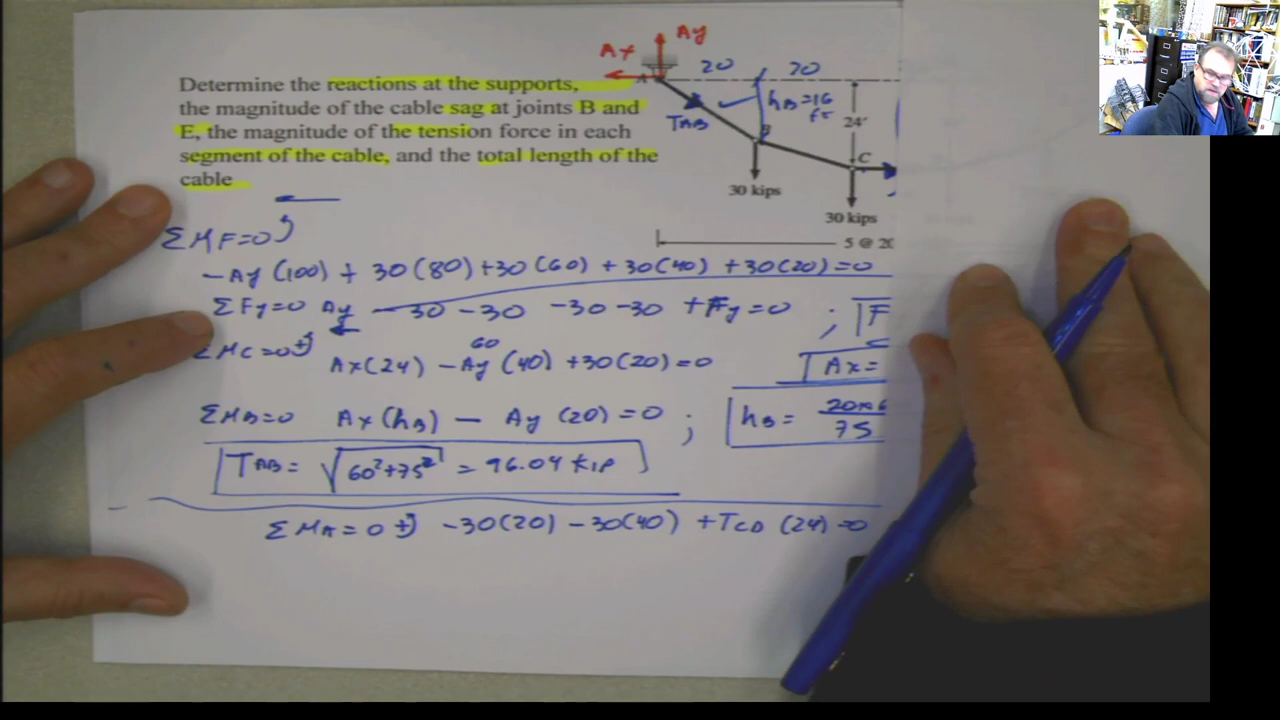 Ay
Ax
20 20
A
Determine the reactions at the supports,
the magnitude of the cable sag at joints B and
E, the magnitude of the tension force in each
segment of the cable, and the total length of the
cable
hB=16
ft
24'
TAB
B
C
30 kips
30 kips
5 @ 20
ΣMF=0
-Ay (100) + 30(80) +30(60) +30(40) +30(20)=0
ΣFy=0 Ay -30 -30 -30 -30 +Fy=0 ; F
ΣMC=0+ Ax(24) -Ay (40) +30(20)=0
60
Ax=
ΣMB=0 Ax(hB) - Ay (20) =0 ; hB= 20×6
75
TAB= √60²+75² = 96.04 kip
ΣMA=0+ -30(20) -30(40) +TCD (24)=0